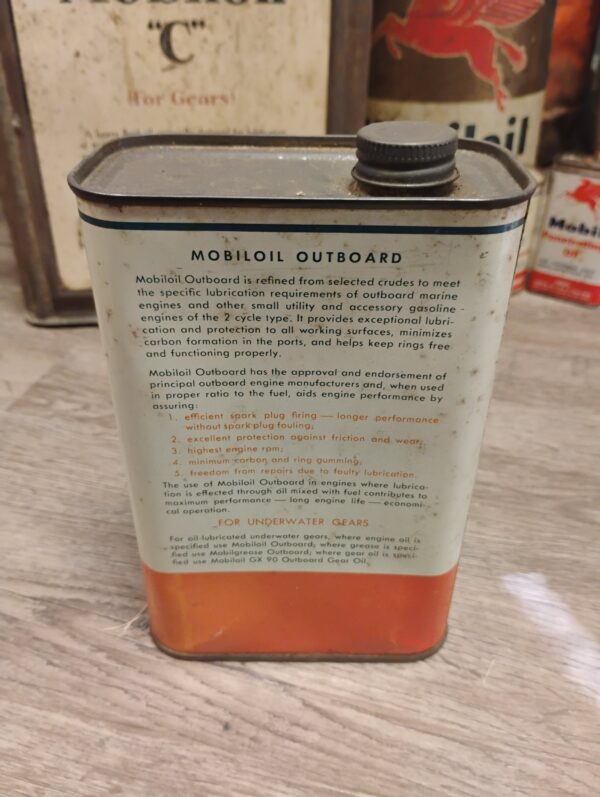 Mobiloil
"C"
(For Gears)
Mobiloil
Mobil
Penetrating
Oil
MOBILOIL OUTBOARD
Mobiloil Outboard is refined from selected crudes to meet
the specific lubrication requirements of outboard marine
engines and other small utility and accessory gasoline
engines of the 2 cycle type. It provides exceptional lubri-
cation and protection to all working surfaces, minimizes
carbon formation in the ports, and helps keep rings free
and functioning properly.
Mobiloil Outboard has the approval and endorsement of
principal outboard engine manufacturers and, when used
in proper ratio to the fuel, aids engine performance by
assuring:
1. efficient spark plug firing — longer performance
without spark plug fouling;
2. excellent protection against friction and wear;
3. highest engine rpm;
4. minimum carbon and ring gumming;
5. freedom from repairs due to faulty lubrication.
The use of Mobiloil Outboard in engines where lubrica-
tion is effected through oil mixed with fuel contributes to
maximum performance — long engine life — economi-
cal operation.
FOR UNDERWATER GEARS
For oil-lubricated underwater gears, where engine oil is
specified use Mobiloil Outboard; where grease is speci-
fied use Mobilgrease Outboard; where gear oil is speci-
fied use Mobiloil GX 90 Outboard Gear Oil.